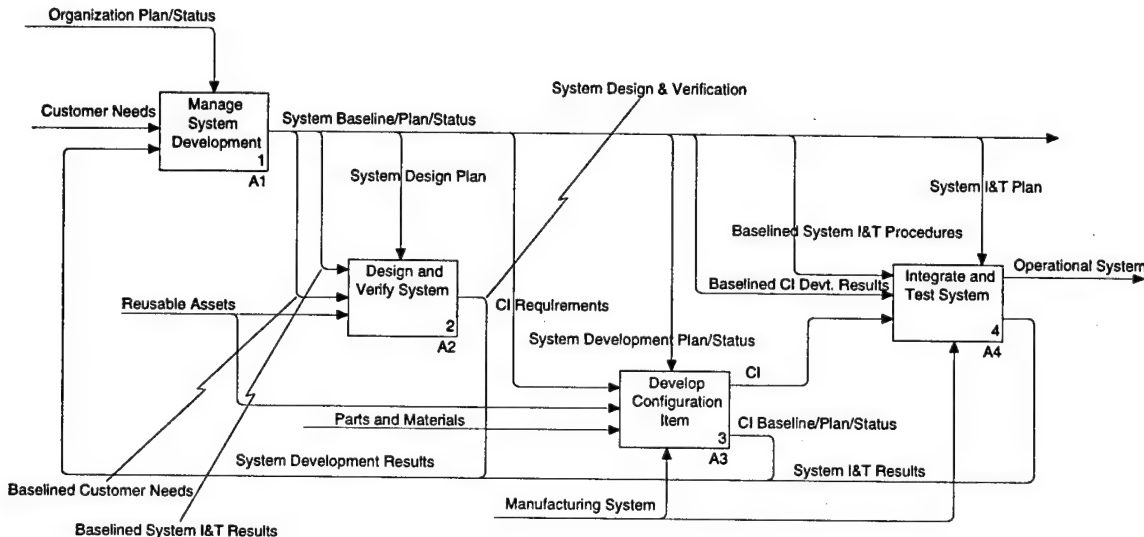 Organization Plan/Status
System Design & Verification
Customer Needs
Manage
System
Development
1
A1
System Baseline/Plan/Status
System Design Plan
System I&T Plan
Baselined System I&T Procedures
Design and
Verify System
2
A2
Integrate and
Test System
4
A4
Operational System
Baselined CI Devt. Results
Reusable Assets
CI Requirements
System Development Plan/Status
CI
Develop
Configuration
Item
3
A3
Parts and Materials
CI Baseline/Plan/Status
System Development Results
System I&T Results
Baselined Customer Needs
Manufacturing System
Baselined System I&T Results